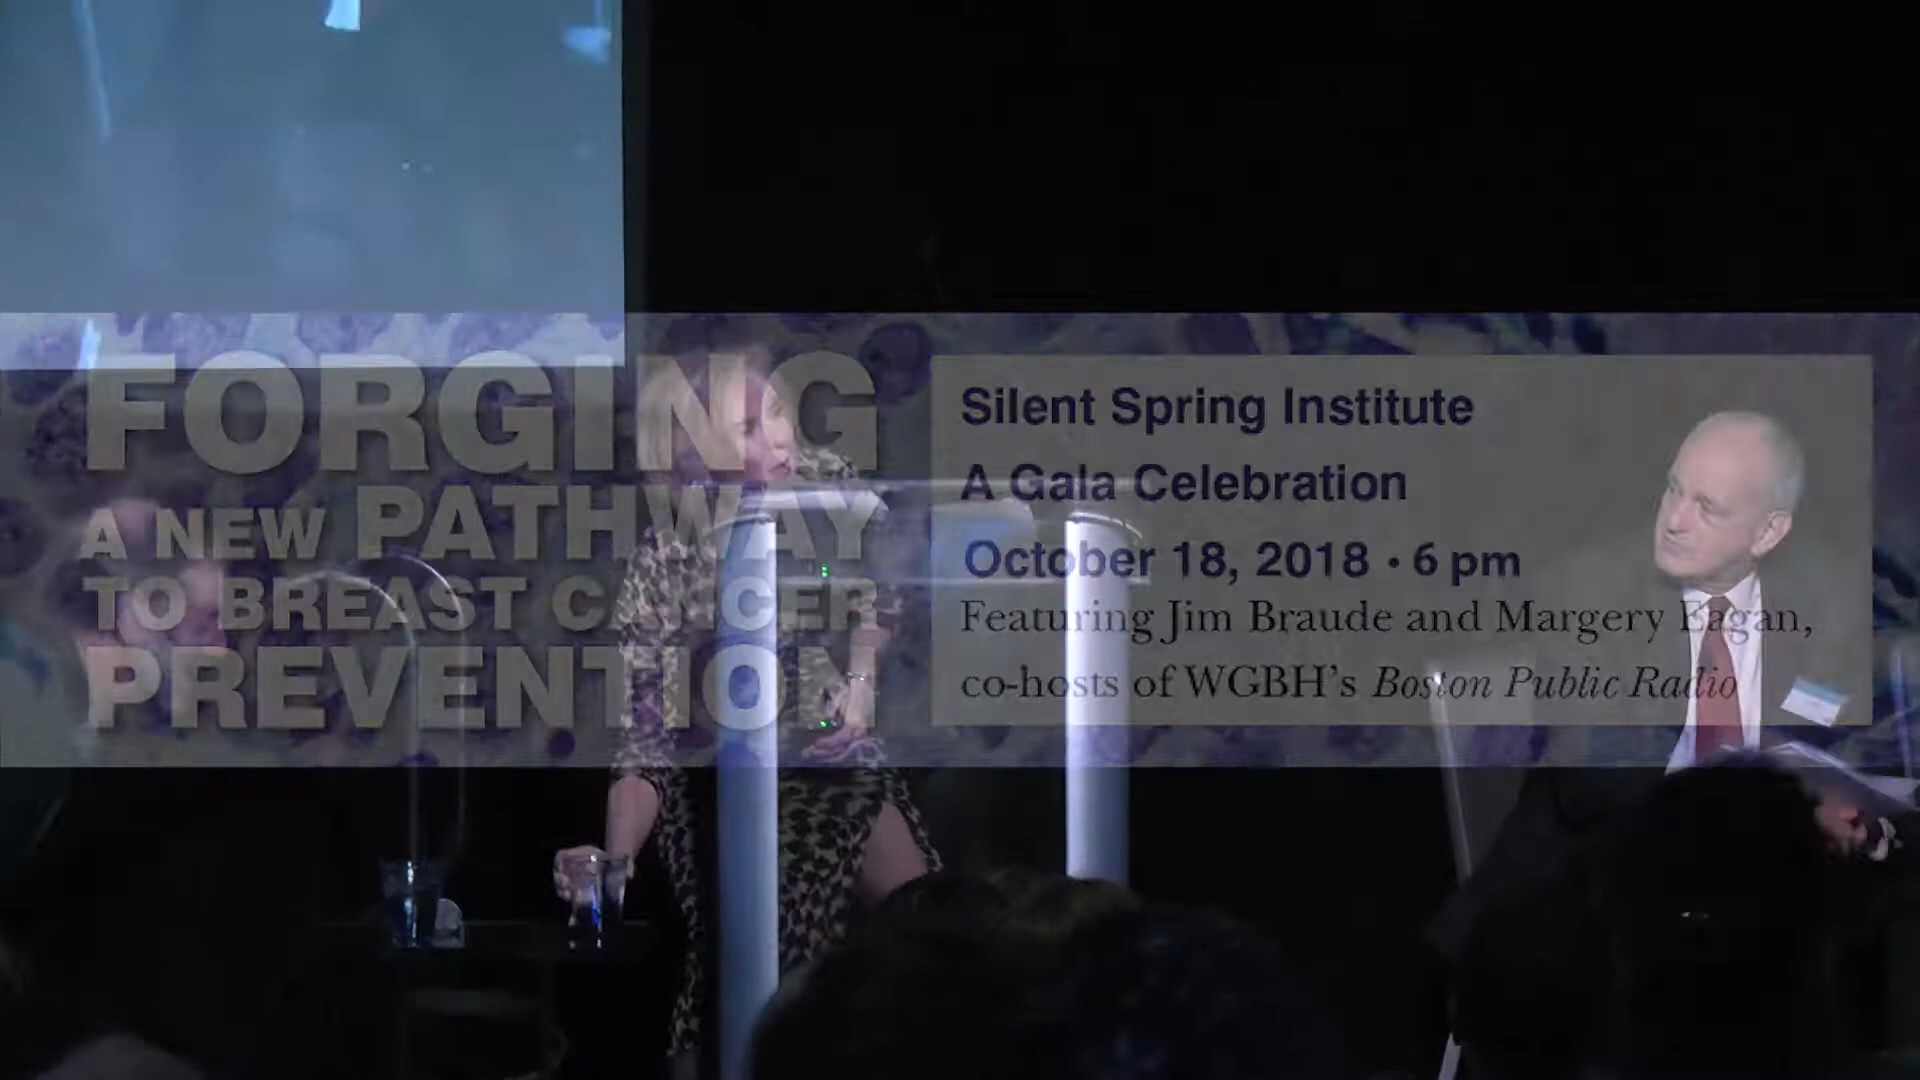 FORGING
A NEW PATHWAY
TO BREAST CANCER
PREVENTION
Silent Spring Institute
A Gala Celebration
October 18, 2018 • 6 pm
Featuring Jim Braude and Margery Eagan,
co-hosts of WGBH's Boston Public Radio